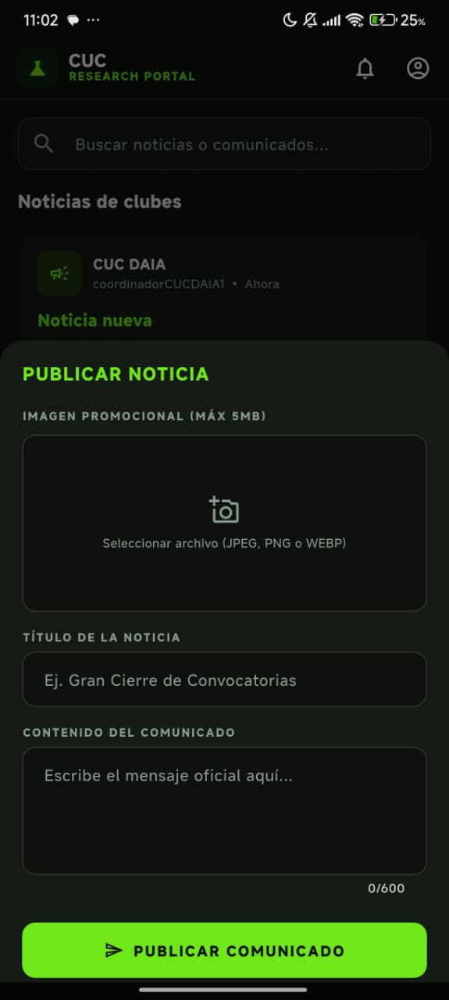 11:02 25%
CUC
RESEARCH PORTAL
Buscar noticias o comunicados...
Noticias de clubes
CUC DAIA
coordinadorCUCDAIA1 • Ahora
Noticia nueva
PUBLICAR NOTICIA
IMAGEN PROMOCIONAL (MÁX 5MB)
Seleccionar archivo (JPEG, PNG o WEBP)
TÍTULO DE LA NOTICIA
Ej. Gran Cierre de Convocatorias
CONTENIDO DEL COMUNICADO
Escribe el mensaje oficial aquí...
0/600
PUBLICAR COMUNICADO